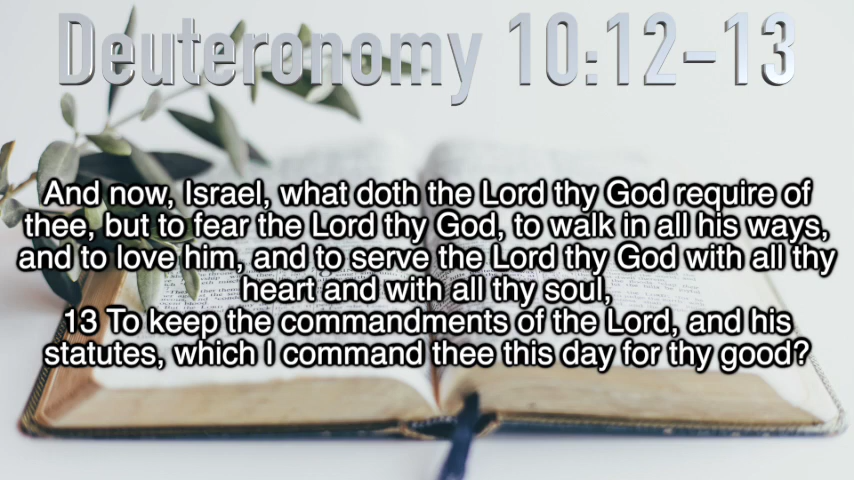 Deuteronomy 10:12-13
And now, Israel, what doth the Lord thy God require of
thee, but to fear the Lord thy God, to walk in all his ways,
and to love him, and to serve the Lord thy God with all thy
heart and with all thy soul,
13 To keep the commandments of the Lord, and his
statutes, which I command thee this day for thy good?